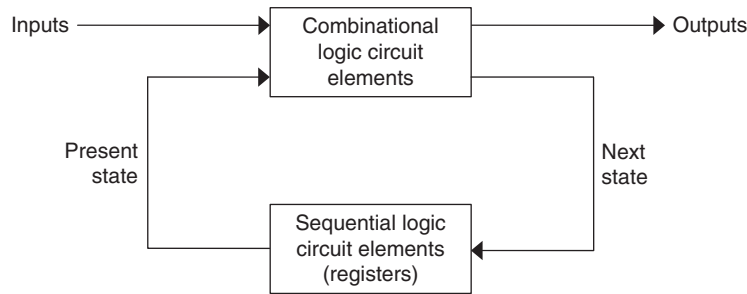 Inputs
Combinational
logic circuit
elements
Outputs
Present
state
Next
state
Sequential logic
circuit elements
(registers)